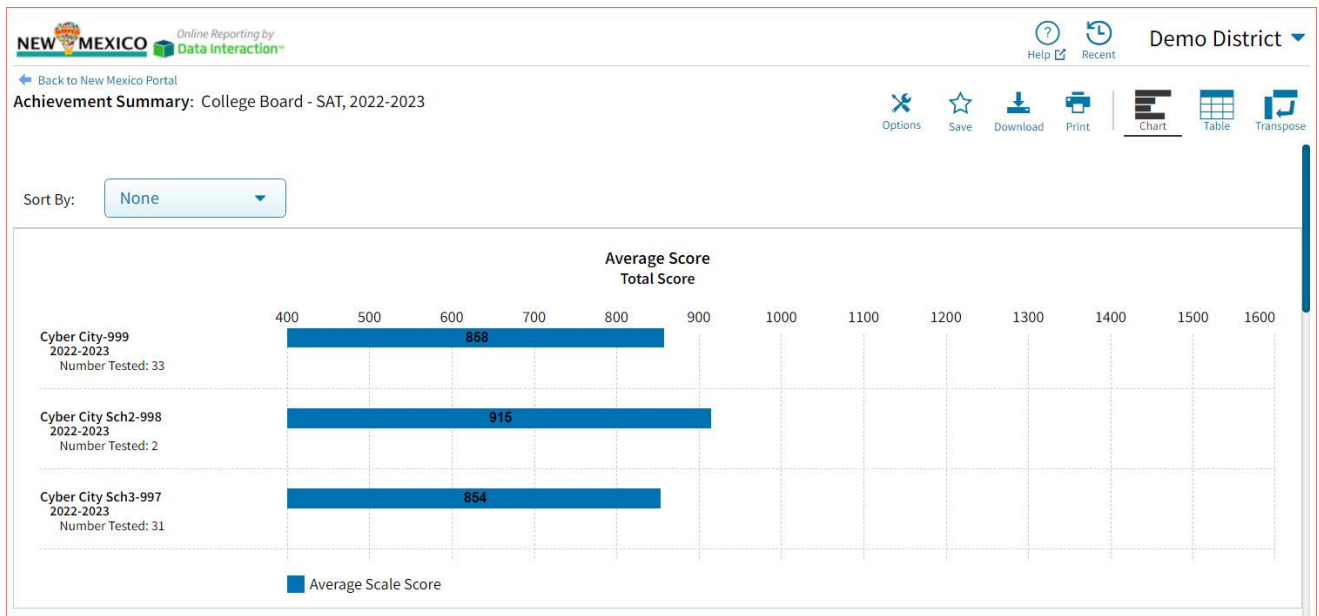 NEW MEXICO Online Reporting by
Data Interaction™
Help
Recent
Demo District
Back to New Mexico Portal
Achievement Summary: College Board - SAT, 2022-2023
Options Save Download Print Chart Table Transpose
Sort By: None
Average Score
Total Score
400 500 600 700 800 900 1000 1100 1200 1300 1400 1500 1600
Cyber City-999
2022-2023
Number Tested: 33
858
Cyber City Sch2-998
2022-2023
Number Tested: 2
915
Cyber City Sch3-997
2022-2023
Number Tested: 31
854
Average Scale Score